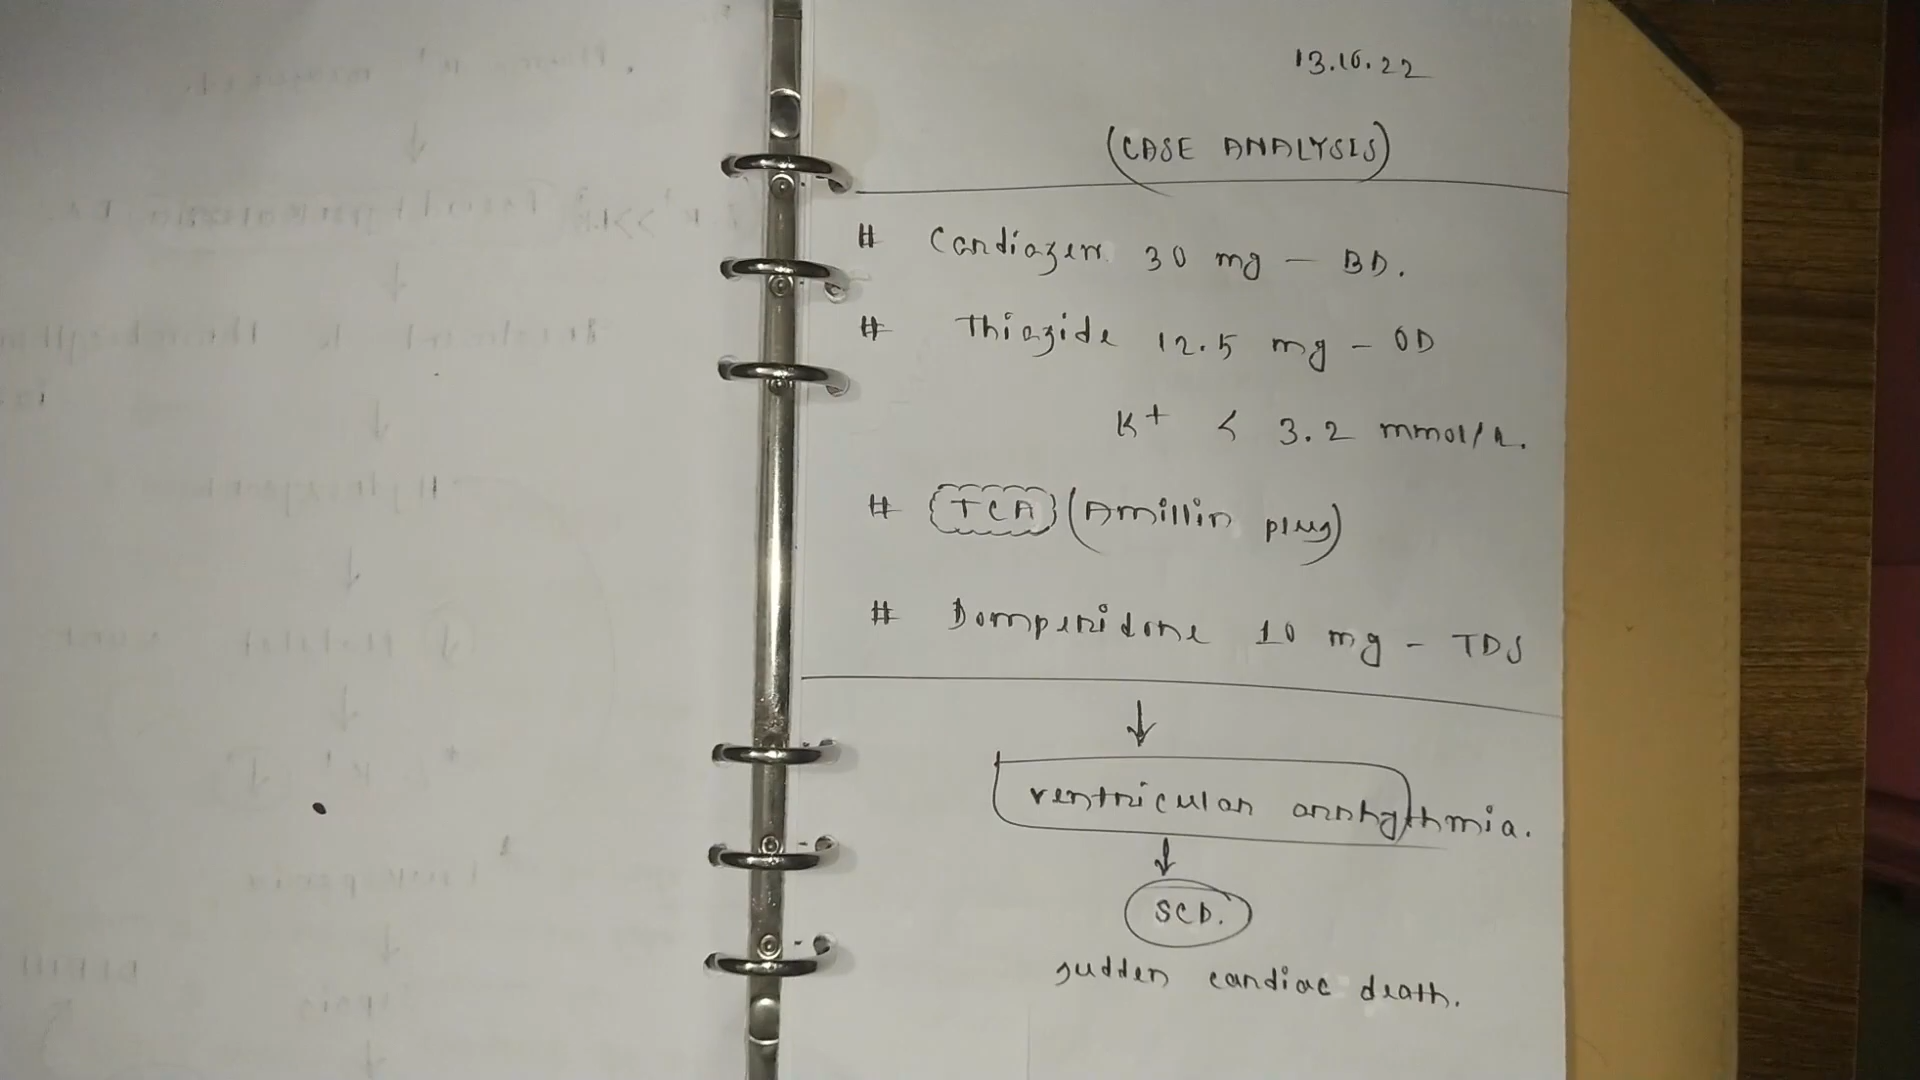 13.10.22
(CASE ANALYSIS)
# Cardiazem 30 mg – BD.
# Thiazide 12.5 mg – OD
K+ < 3.2 mmol/L.
# TCA (Amillin plus)
# Domperidone 10 mg – TDS
↓
ventricular arrhythmia.
↓
SCD.
sudden cardiac death.